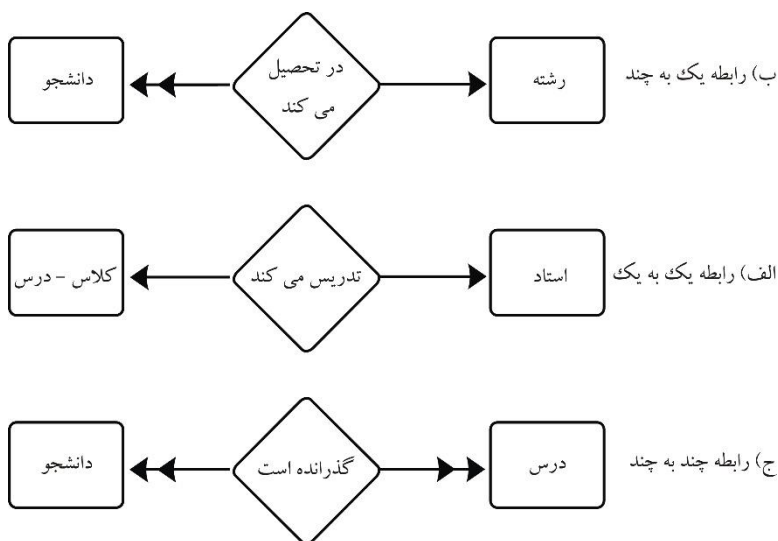 ب) رابطه یک به چند
رشته
در تحصیل
می کند
دانشجو
الف) رابطه یک به یک
استاد
تدریس می کند
کلاس - درس
ج) رابطه چند به چند
درس
گذرانده است
دانشجو